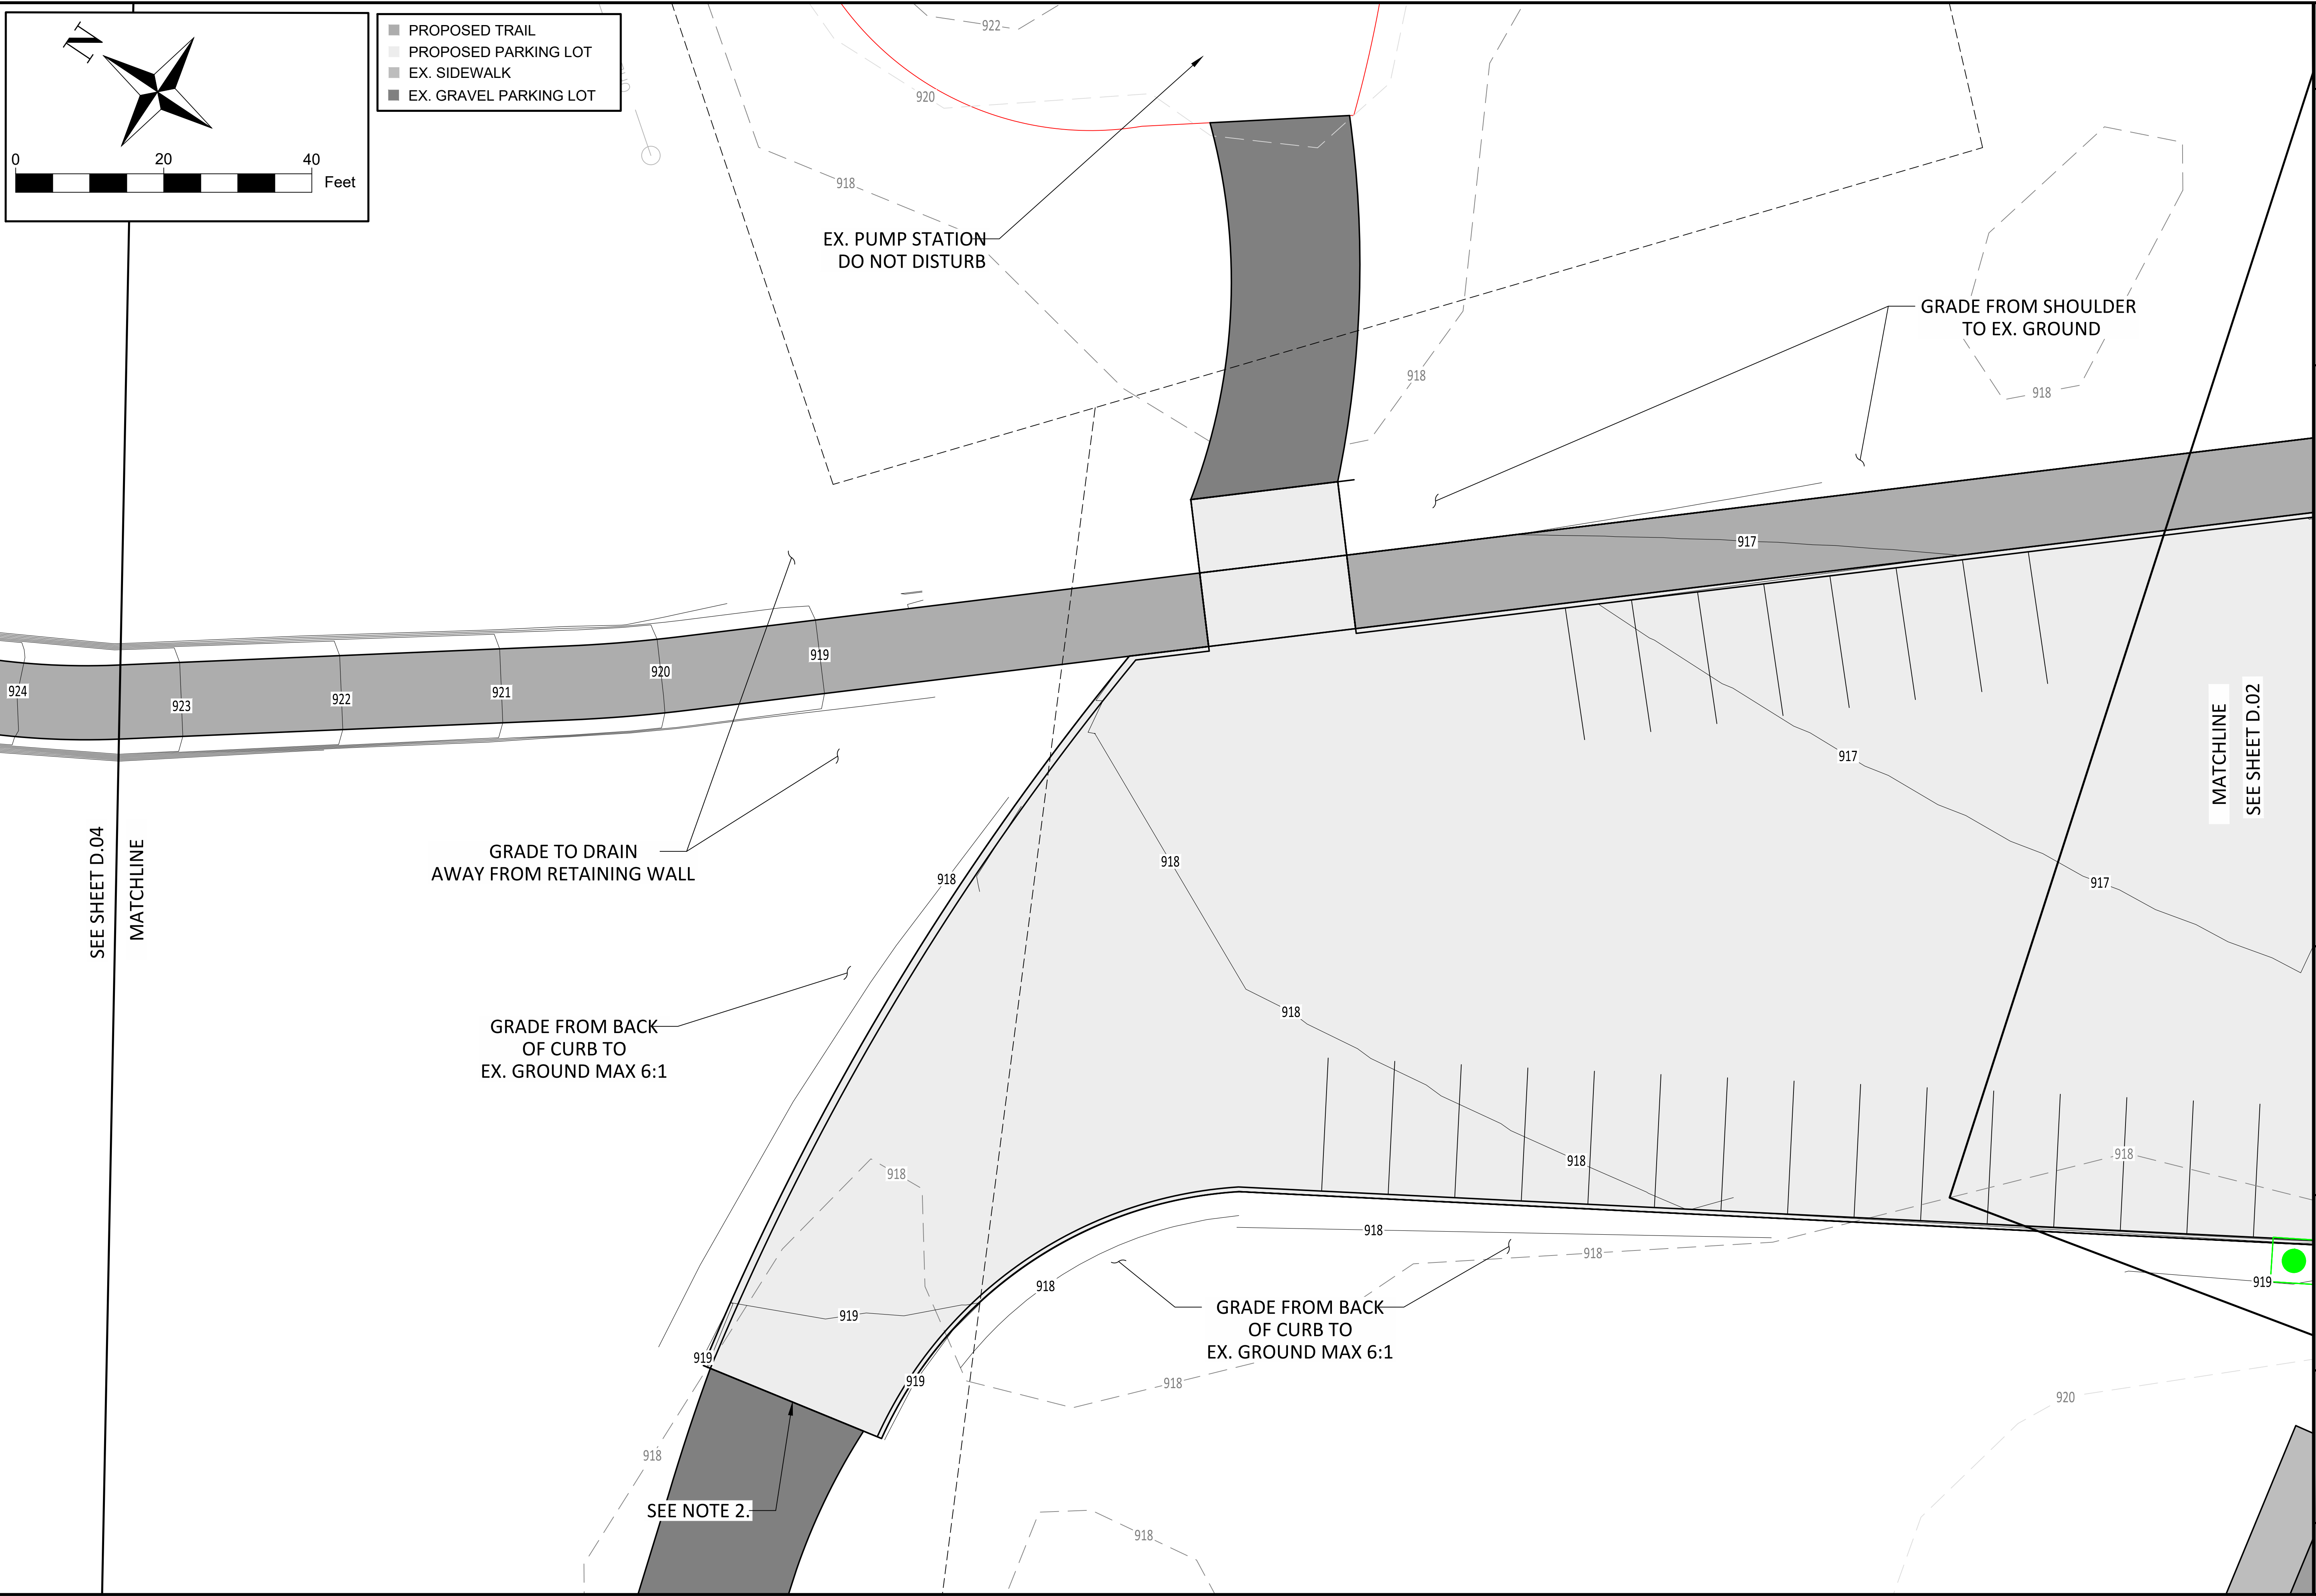 N
0 20 40
Feet
PROPOSED TRAIL
PROPOSED PARKING LOT
EX. SIDEWALK
EX. GRAVEL PARKING LOT
922
920
918
EX. PUMP STATION
DO NOT DISTURB
918
GRADE FROM SHOULDER
TO EX. GROUND
918
917
924
923
922
921
920
919
917
917
MATCHLINE
SEE SHEET D.02
SEE SHEET D.04
MATCHLINE
GRADE TO DRAIN
AWAY FROM RETAINING WALL
918
918
GRADE FROM BACK
OF CURB TO
EX. GROUND MAX 6:1
918
918
918
918
918
918
918
919
919
919
919
GRADE FROM BACK
OF CURB TO
EX. GROUND MAX 6:1
918
920
918
SEE NOTE 2.
918